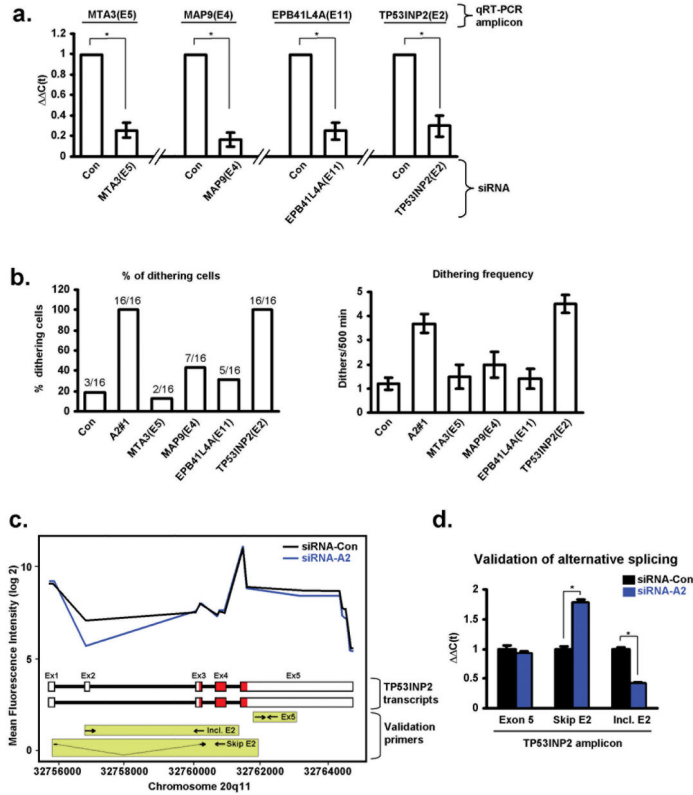 a.
MTA3(E5) MAP9(E4) EPB41L4A(E11) TP53INP2(E2)
qRT-PCR
amplicon
ΔΔC(t)
1
0.8
0.6
0.4
0.2
0
* * * *
Con MTA3(E5) Con MAP9(E4) Con EPB41L4A(E11) Con TP53INP2(E2)
siRNA
b.
% of dithering cells
% dithering cells
120
100
80
60
40
20
0
3/16 16/16 2/16 7/16 5/16 16/16
Con A2#1 MTA3(E5) MAP9(E4) EPB41L4A(E11) TP53INP2(E2)
Dithering frequency
Dithers/500 min
5
4
3
2
1
0
Con A2#1 MTA3(E5) MAP9(E4) EPB41L4A(E11) TP53INP2(E2)
c.
Mean Fluorescence Intensity (log 2)
10
5
0
siRNA-Con
siRNA-A2
Ex1 Ex2 Ex3 Ex4 Ex5
TP53INP2
transcripts
Ex5
Incl. E2
Skip E2
Validation
primers
32756000 32758000 32760000 32762000 32764000
Chromosome 20q11
d.
Validation of alternative splicing
siRNA-Con
siRNA-A2
ΔΔC(t)
2
1.5
1
0.5
0
* *
Exon 5 Skip E2 Incl. E2
TP53INP2 amplicon